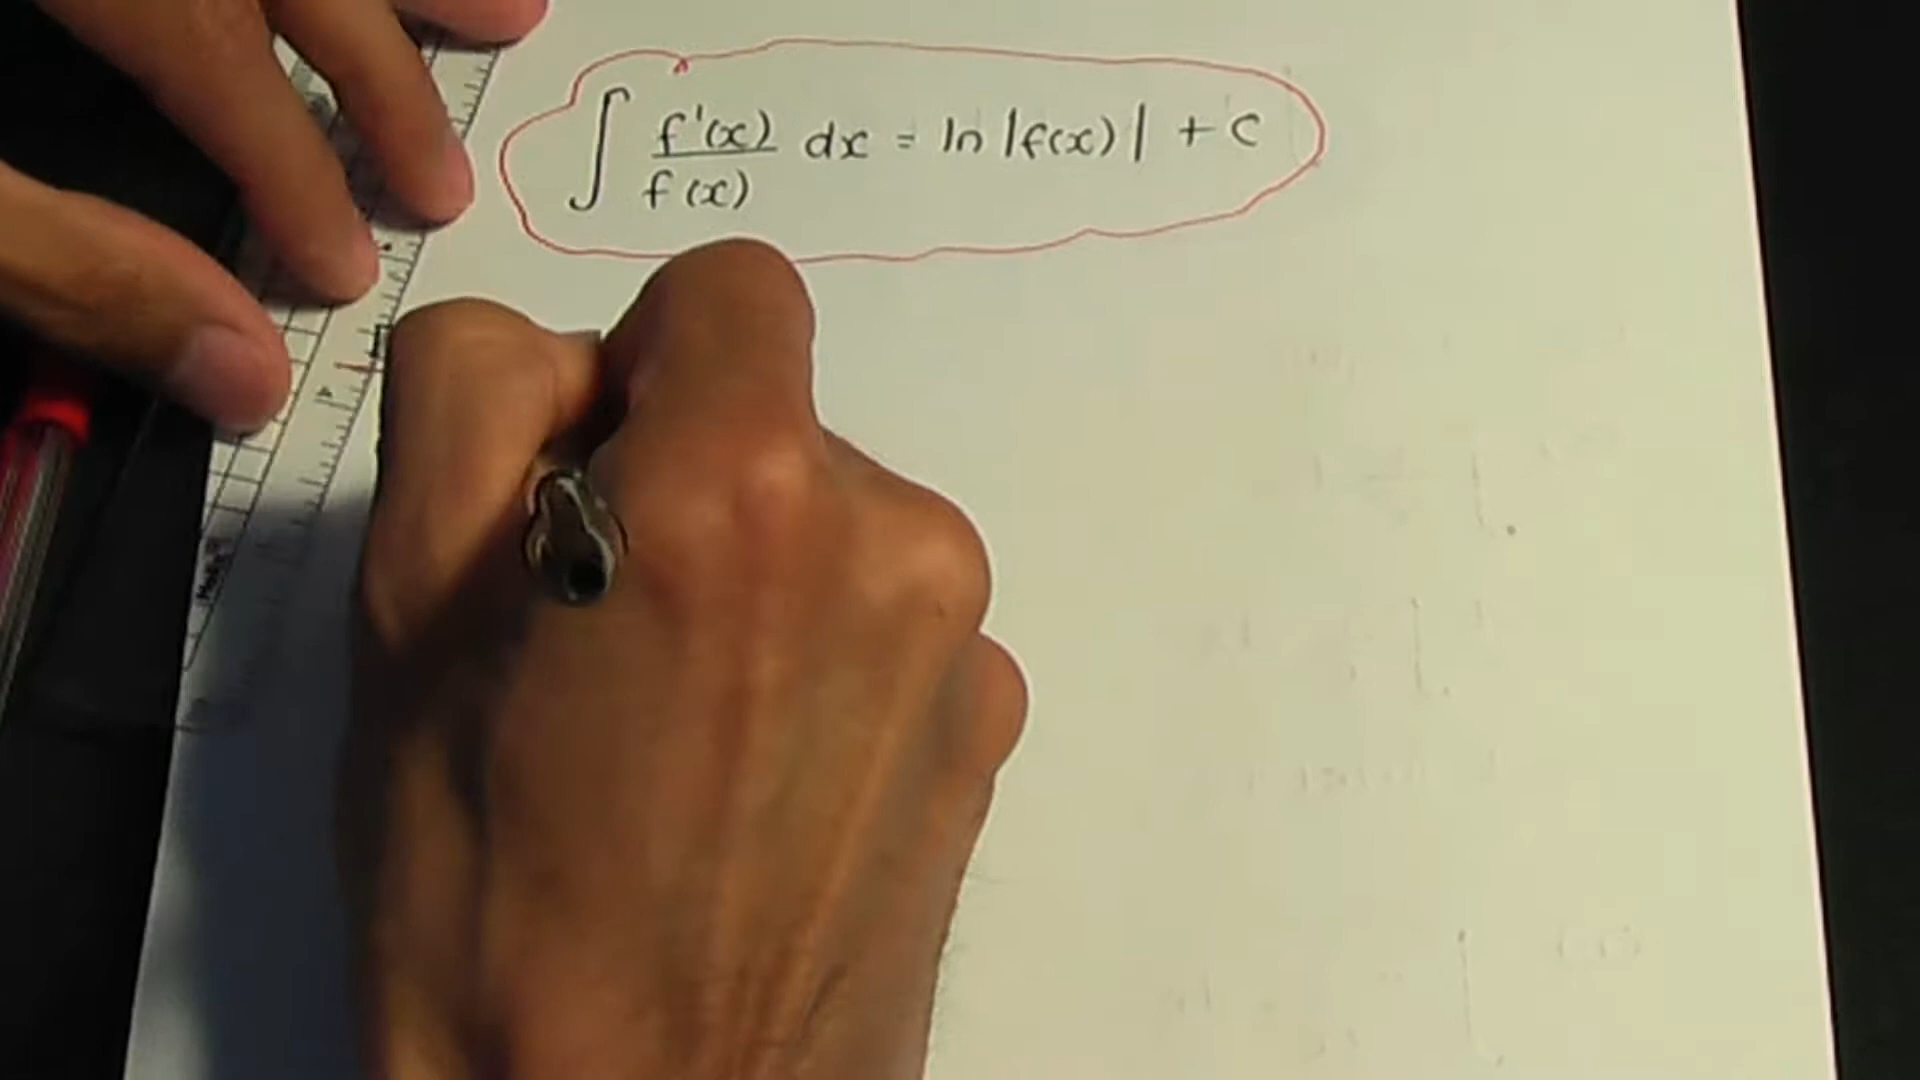 ∫ f'(x)/f(x) dx = ln |f(x)| + c